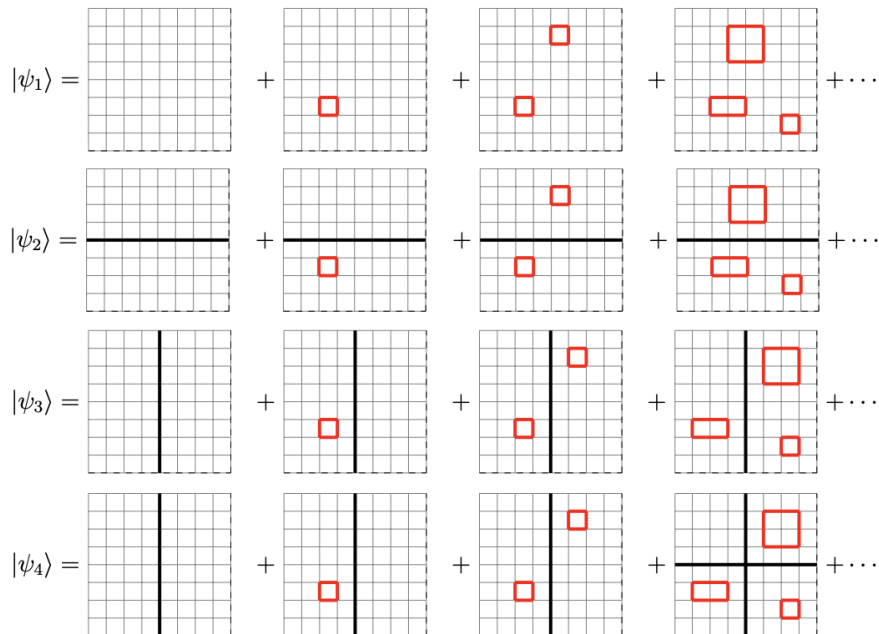 |ψ₁⟩ = + + + + ⋯
|ψ₂⟩ = + + + + ⋯
|ψ₃⟩ = + + + + ⋯
|ψ₄⟩ = + + + + ⋯